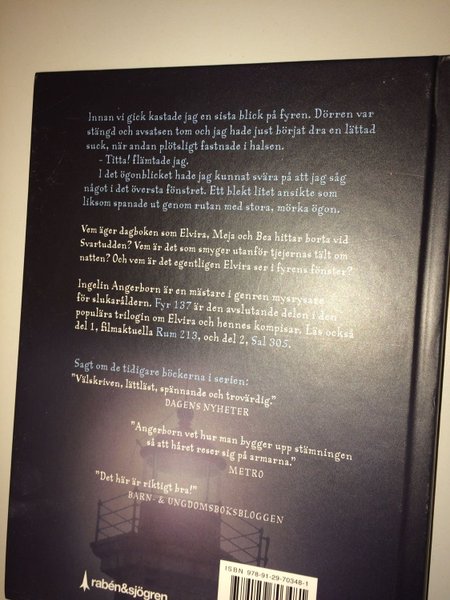 Innan vi gick kastade jag en sista blick på fyren. Dörren var
stängd och avsatsen tom och jag hade just börjat dra en lättad
suck, när andan plötsligt fastnade i halsen.
– Titta! flämtade jag.
I det ögonblicket hade jag kunnat svära på att jag såg
något i det översta fönstret. Ett blekt litet ansikte som
liksom spanade ut genom rutan med stora, mörka ögon.
Vem äger dagboken som Elvira, Meja och Bea hittar borta vid
Svartudden? Vem är det som smyger utanför tjejernas tält om
natten? Och vem är det egentligen Elvira ser i fyrens fönster?
Ingelin Angerborn är en mästare i genren mysrysare
för slukaråldern. Fyr 137 är den avslutande delen i den
populära trilogin om Elvira och hennes kompisar. Läs också
del 1, filmaktuella Rum 213, och del 2, Sal 305.
Sagt om de tidigare böckerna i serien:
"Välskriven, lättläst, spännande och trovärdig."
DAGENS NYHETER
"Angerborn vet hur man bygger upp stämningen
så att håret reser sig på armarna."
METRO
"Det här är riktigt bra!"
BARN- & UNGDOMSBOKSBLOGGEN
ISBN 978-91-29-70348-1
rabén&sjögren